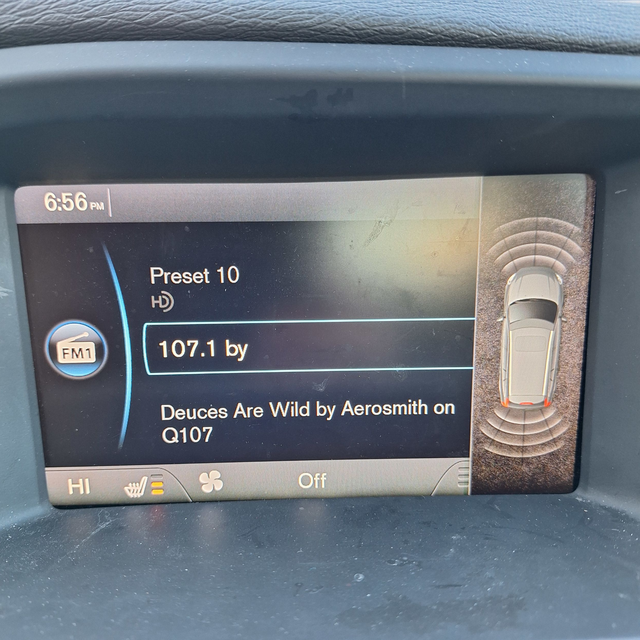 6:56 PM
Preset 10
HD
FM1
107.1 by
Deuces Are Wild by Aerosmith on
Q107
HI Off